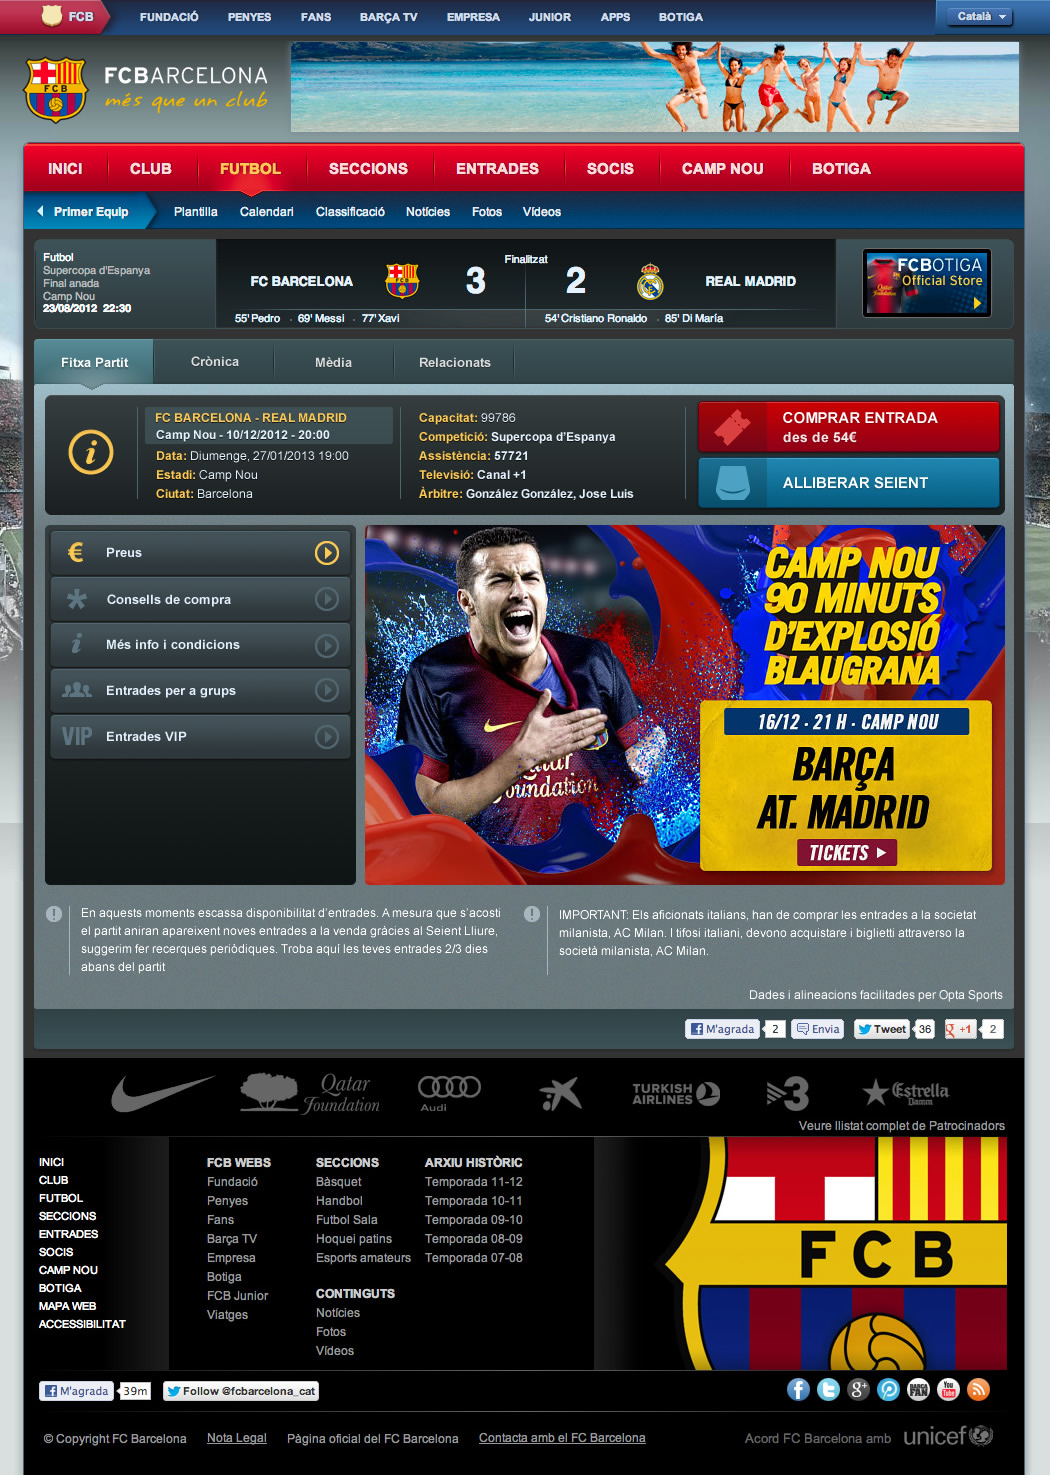 FCB
FUNDACIÓ PENYES FANS BARÇA TV EMPRESA JUNIOR APPS BOTIGA
Català
FCBARCELONA
més que un club
INICI CLUB FUTBOL SECCIONS ENTRADES SOCIS CAMP NOU BOTIGA
Primer Equip Plantilla Calendari Classificació Notícies Fotos Vídeos
Futbol
Supercopa d'Espanya
Final anada
Camp Nou
23/08/2012 22:30
Finalitzat
FC BARCELONA 3 2 REAL MADRID
55' Pedro . 69' Messi . 77' Xavi
54' Cristiano Ronaldo . 85' Di María
FCBOTIGA
Official Store
Fitxa Partit Crònica Mèdia Relacionats
FC BARCELONA - REAL MADRID
Camp Nou - 10/12/2012 - 20:00
Data: Diumenge, 27/01/2013 19:00
Estadi: Camp Nou
Ciutat: Barcelona
Capacitat: 99786
Competició: Supercopa d'Espanya
Assistència: 57721
Televisió: Canal +1
Àrbitre: González González, Jose Luis
COMPRAR ENTRADA
des de 54€
ALLIBERAR SEIENT
€ Preus
Consells de compra
i Més info i condicions
Entrades per a grups
VIP Entrades VIP
Qatar
Foundation
CAMP NOU
90 MINUTS
D'EXPLOSIÓ
BLAUGRANA
16/12 · 21 H · CAMP NOU
BARÇA
AT. MADRID
TICKETS
En aquests moments escassa disponibilitat d'entrades. A mesura que s'acosti
el partit aniran apareixent noves entrades a la venda gràcies al Seient Lliure,
suggerim fer recerques periòdiques. Troba aquí les teves entrades 2/3 dies
abans del partit
IMPORTANT: Els aficionats italians, han de comprar les entrades a la societat
milanista, AC Milan. I tifosi italiani, devono acquistare i biglietti attraverso la
società milanista, AC Milan.
Dades i alineacions facilitades per Opta Sports
M'agrada 2 Envia Tweet 36 +1 2
Qatar
Foundation
Audi
TURKISH
AIRLINES
3
Estrella
Damm
Veure llistat complet de Patrocinadors
INICI
CLUB
FUTBOL
SECCIONS
ENTRADES
SOCIS
CAMP NOU
BOTIGA
MAPA WEB
ACCESSIBILITAT
FCB WEBS
Fundació
Penyes
Fans
Barça TV
Empresa
Botiga
FCB Junior
Viatges
SECCIONS
Bàsquet
Handbol
Futbol Sala
Hoquei patins
Esports amateurs
CONTINGUTS
Notícies
Fotos
Vídeos
ARXIU HISTÒRIC
Temporada 11-12
Temporada 10-11
Temporada 09-10
Temporada 08-09
Temporada 07-08
FCB
M'agrada 39m Follow @fcbarcelona_cat
BARÇA FAN
You Tube
© Copyright FC Barcelona Nota Legal Pàgina oficial del FC Barcelona Contacta amb el FC Barcelona
Acord FC Barcelona amb unicef